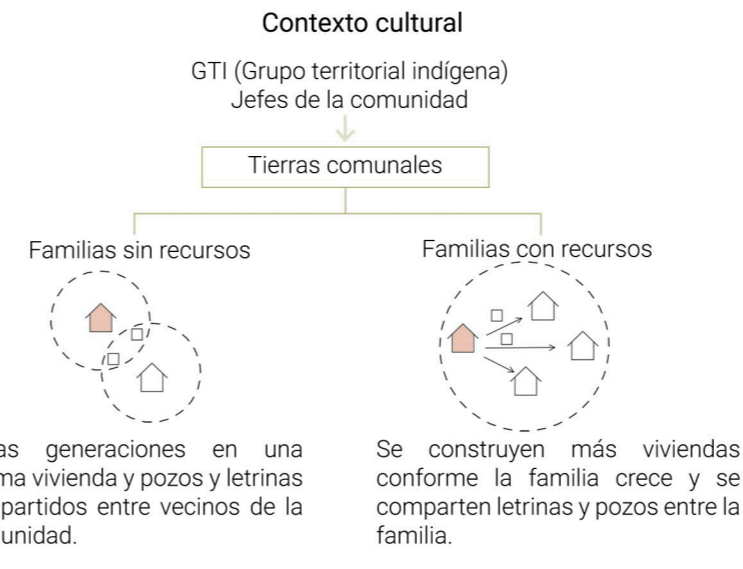 Contexto cultural
GTI (Grupo territorial indígena)
Jefes de la comunidad
Tierras comunales
Familias sin recursos
Familias con recursos
generaciones en una
vivienda y pozos y letrinas
entre vecinos de la
Se construyen más viviendas
conforme la familia crece y se
comparten letrinas y pozos entre la
familia.